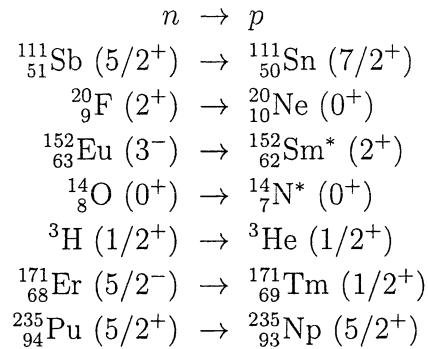 n → p
¹¹¹₅₁Sb (5/2⁺) → ¹¹¹₅₀Sn (7/2⁺)
²⁰₉F (2⁺) → ²⁰₁₀Ne (0⁺)
¹⁵²₆₃Eu (3⁻) → ¹⁵²₆₂Sm* (2⁺)
¹⁴₈O (0⁺) → ¹⁴₇N* (0⁺)
³H (1/2⁺) → ³He (1/2⁺)
¹⁷¹₆₈Er (5/2⁻) → ¹⁷¹₆₉Tm (1/2⁺)
²³⁵₉₄Pu (5/2⁺) → ²³⁵₉₃Np (5/2⁺)